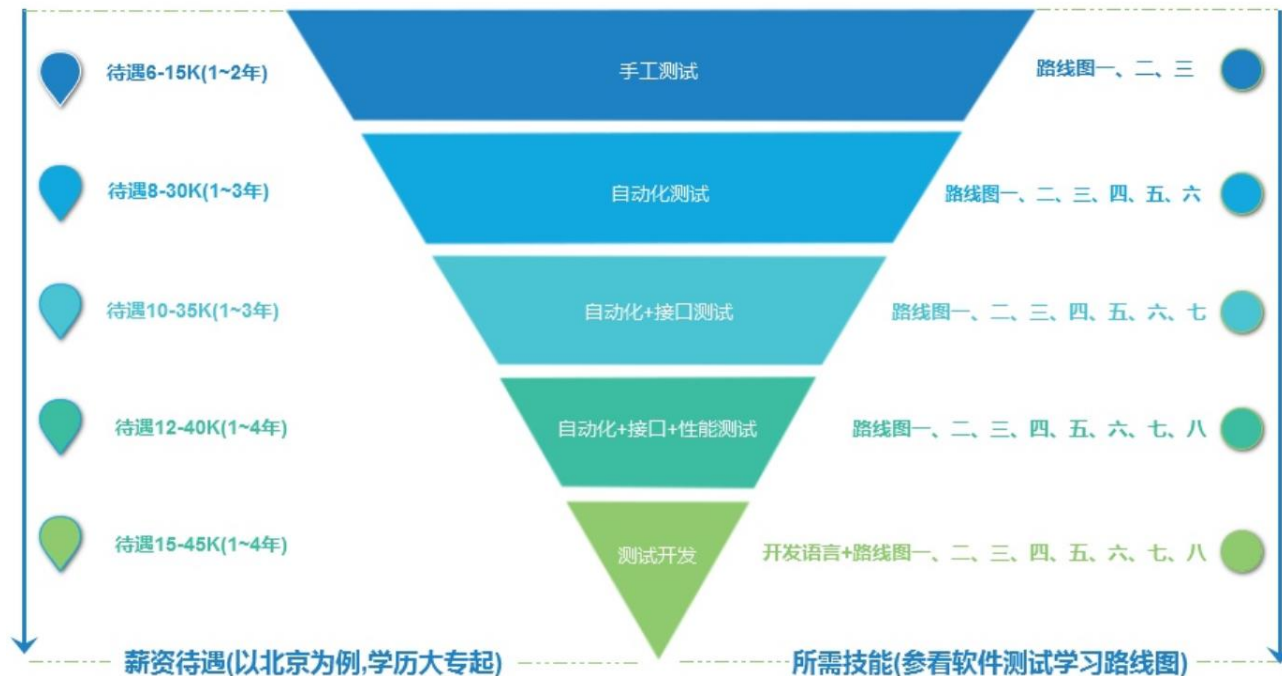 待遇6-15K(1~2年)
手工测试
路线图一、二、三
待遇8-30K(1~3年)
自动化测试
路线图一、二、三、四、五、六
待遇10-35K(1~3年)
自动化+接口测试
路线图一、二、三、四、五、六、七
待遇12-40K(1~4年)
自动化+接口+性能测试
路线图一、二、三、四、五、六、七、八
待遇15-45K(1~4年)
测试开发
开发语言+路线图一、二、三、四、五、六、七、八
薪资待遇(以北京为例,学历大专起)
所需技能(参看软件测试学习路线图)